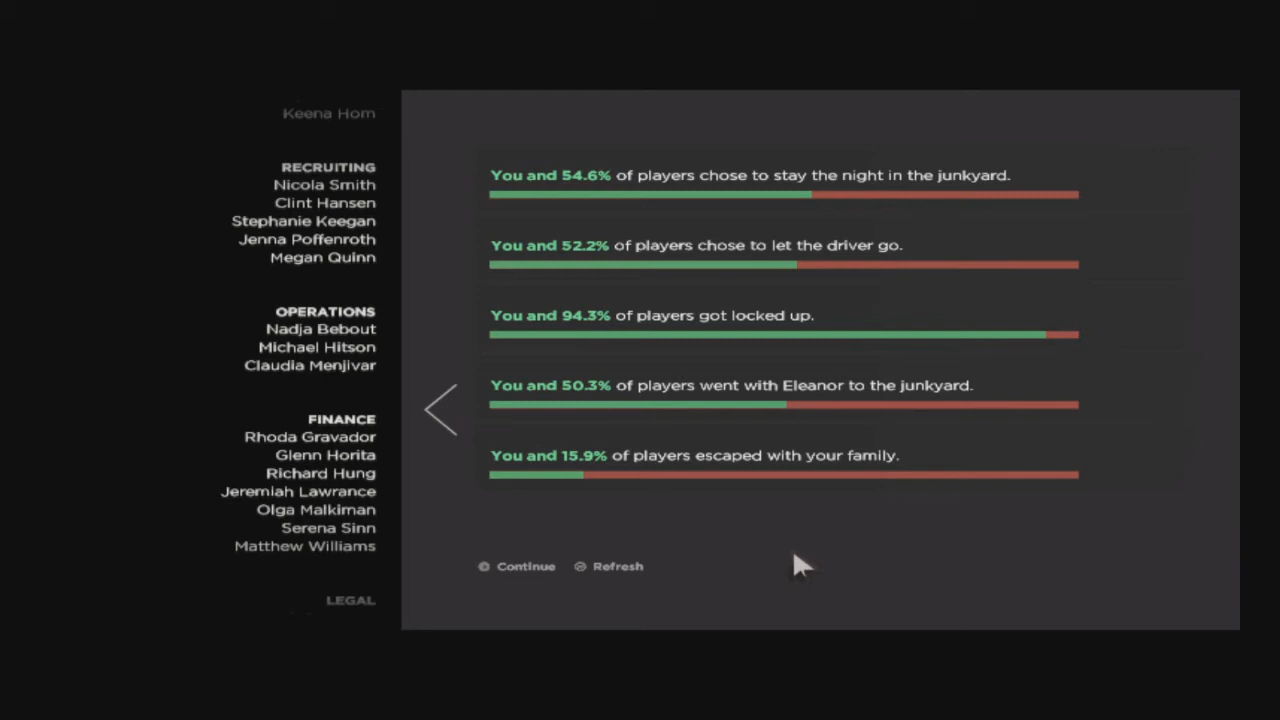 Keena Hom
RECRUITING
Nicola Smith
Clint Hansen
Stephanie Keegan
Jenna Poffenroth
Megan Quinn
OPERATIONS
Nadja Bebout
Michael Hitson
Claudia Menjivar
FINANCE
Rhoda Gravador
Glenn Horita
Richard Hung
Jeremiah Lawrance
Olga Malkiman
Serena Sinn
Matthew Williams
LEGAL
You and 54.6% of players chose to stay the night in the junkyard.
You and 52.2% of players chose to let the driver go.
You and 94.3% of players got locked up.
You and 50.3% of players went with Eleanor to the junkyard.
You and 15.9% of players escaped with your family.
Continue Refresh